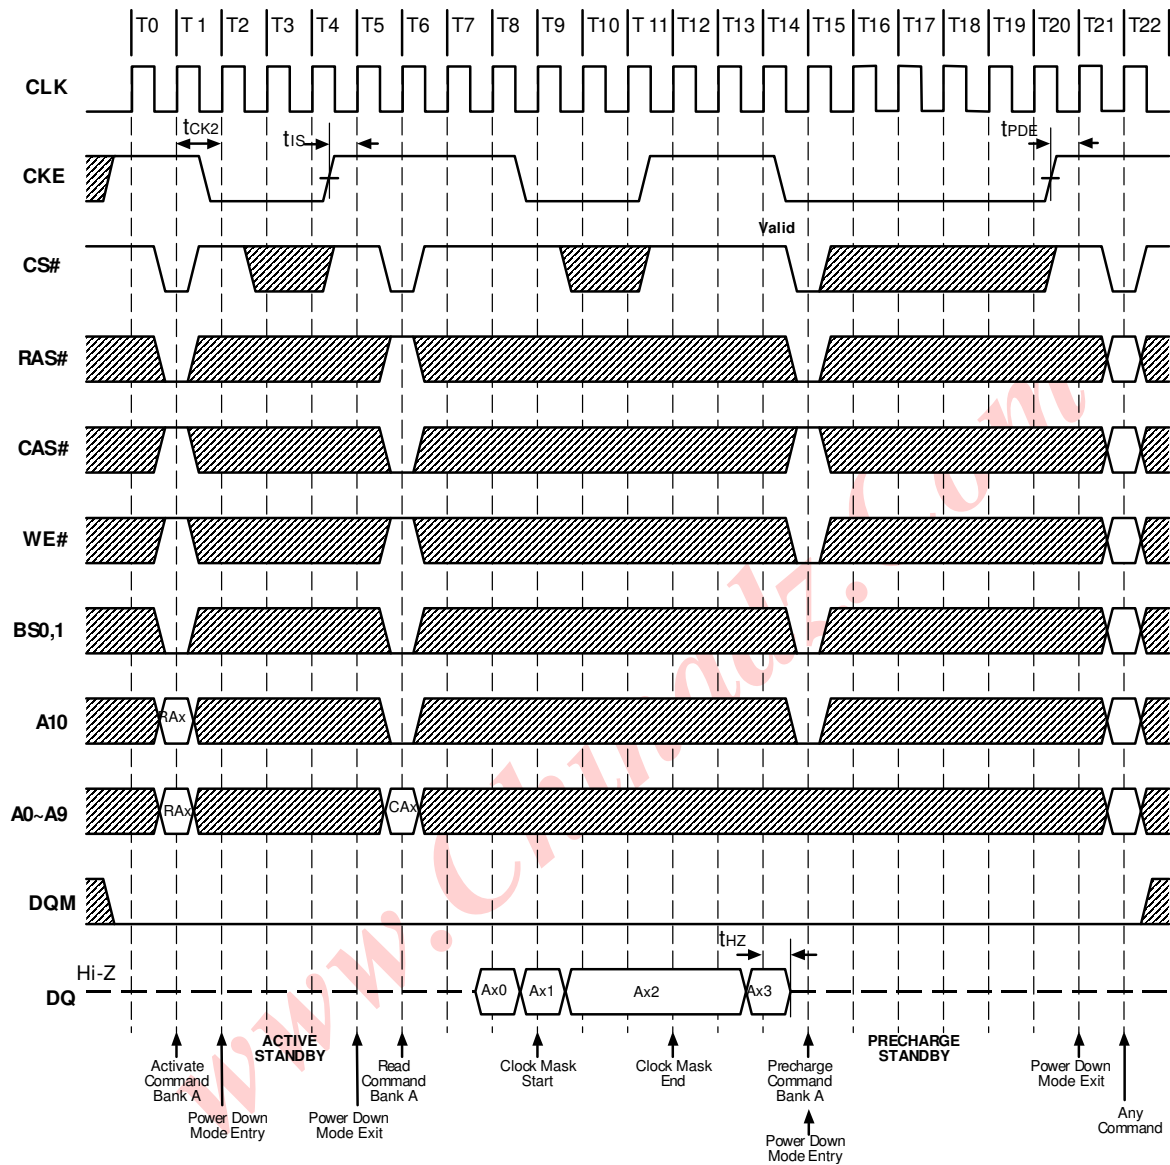 T0 T 1 T2 T3 T4 T5 T6 T7 T8 T9 T10 T 11 T12 T13 T14 T15 T16 T17 T18 T19 T20 T21 T22
CLK
tCK2
tIS
tPDE
CKE
Valid
CS#
RAS#
CAS#
WE#
BS0,1
RAx
A10
RAx
CAx
A0~A9
DQM
tHZ
Hi-Z
DQ
Ax0 Ax1 Ax2 Ax3
ACTIVE
STANDBY
PRECHARGE
STANDBY
Activate
Command
Bank A
Power Down
Mode Entry
Power Down
Mode Exit
Read
Command
Bank A
Clock Mask
Start
Clock Mask
End
Precharge
Command
Bank A
Power Down
Mode Entry
Power Down
Mode Exit
Any
Command